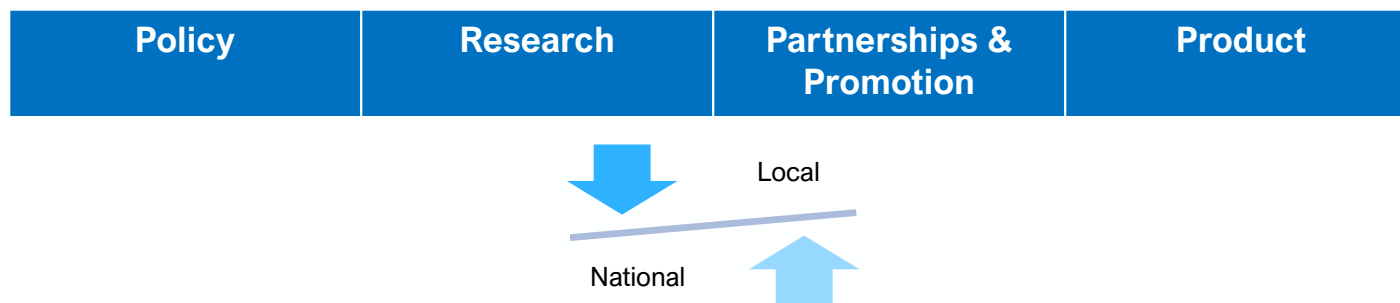 Policy
Research
Partnerships &
Promotion
Product
Local
National